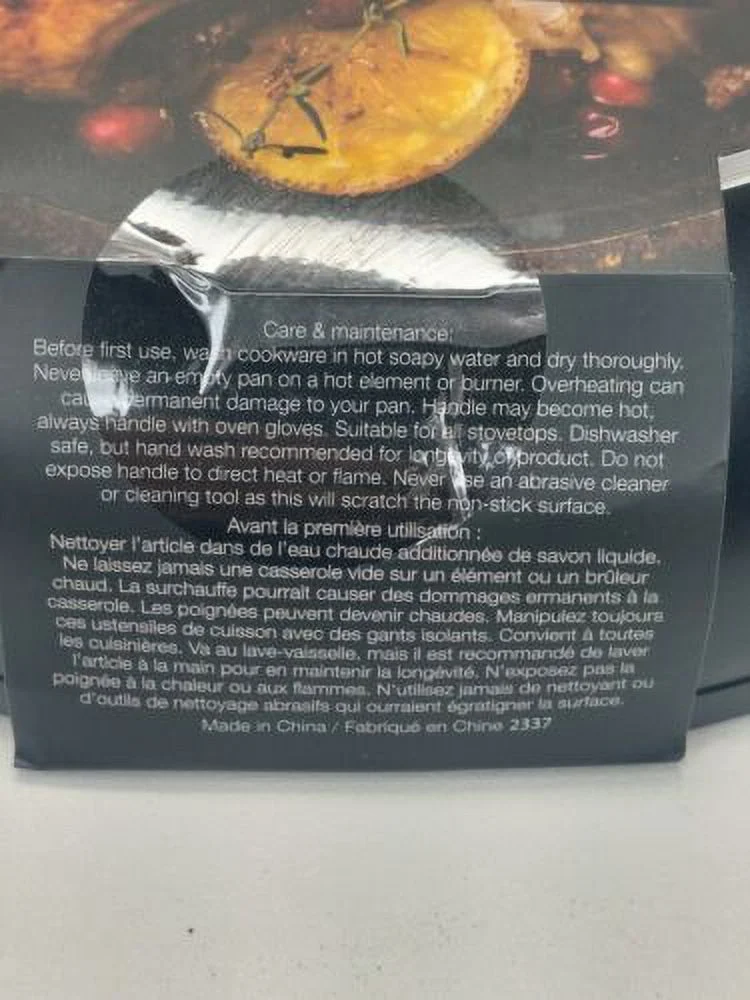 Care & maintenance:
Before first use, wash cookware in hot soapy water and dry thoroughly.
Never leave an empty pan on a hot element or burner. Overheating can
cause permanent damage to your pan. Handle may become hot,
always handle with oven gloves. Suitable for all stovetops. Dishwasher
safe, but hand wash recommended for longevity of product. Do not
expose handle to direct heat or flame. Never use an abrasive cleaner
or cleaning tool as this will scratch the non-stick surface.
Avant la première utilisation :
Nettoyer l'article dans de l'eau chaude additionnée de savon liquide.
Ne laissez jamais une casserole vide sur un élément ou un brûleur
chaud. La surchauffe pourrait causer des dommages ermanents à la
casserole. Les poignées peuvent devenir chaudes. Manipulez toujours
ces ustensiles de cuisson avec des gants isolants. Convient à toutes
les cuisinières. Va au lave-vaisselle, mais il est recommandé de laver
l'article à la main pour en maintenir la longévité. N'exposez pas la
poignée à la chaleur ou aux flammes. N'utilisez jamais de nettoyant ou
d'outils de nettoyage abrasifs qui ourraient égratigner la surface.
Made in China / Fabriqué en Chine 2337